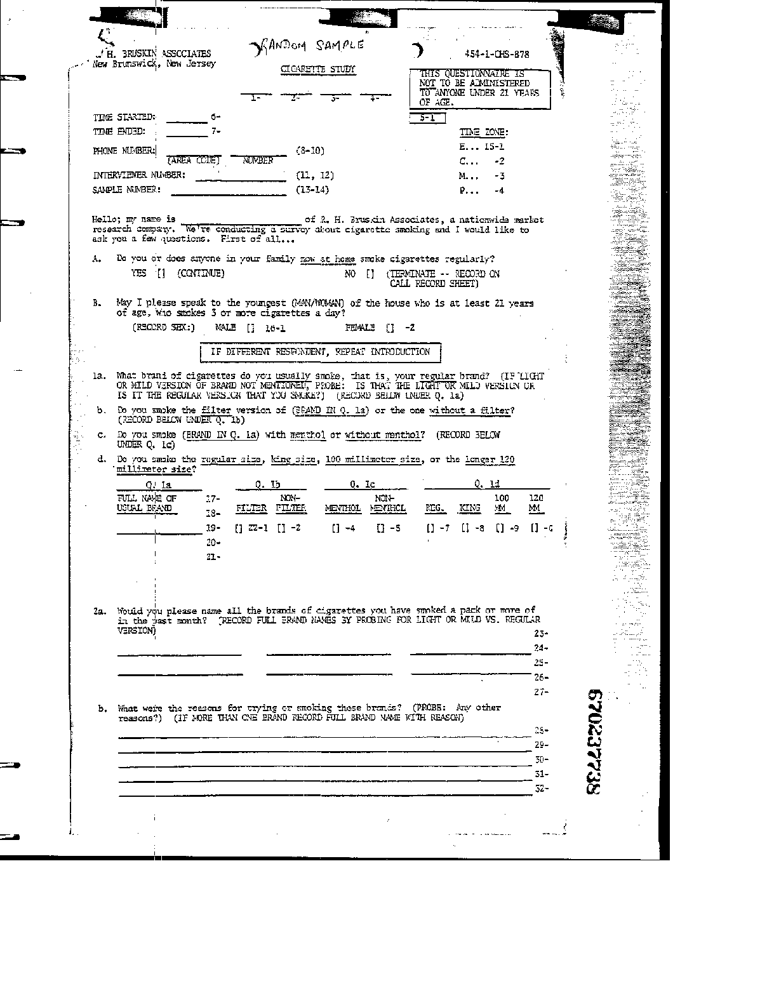 RANDOM SAMPLE
R. H. BRUSKIN ASSOCIATES
New Brunswick, New Jersey
454-1-CHS-878
CIGARETTE STUDY
THIS QUESTIONNAIRE IS
NOT TO BE ADMINISTERED
TO ANYONE UNDER 21 YEARS
OF AGE.
1- 2- 3- 4-
5-1
TIME STARTED: 6-
TIME ENDED: 7-
TIME ZONE:
E... 15-1
C... -2
M... -3
P... -4
PHONE NUMBER: (8-10)
(AREA CODE) NUMBER
INTERVIEWER NUMBER: (11, 12)
SAMPLE NUMBER: (13-14)
Hello; my name is of R. H. Bruskin Associates, a nationwide market
research company. We're conducting a survey about cigarette smoking and I would like to
ask you a few questions. First of all...
A. Do you or does anyone in your family now at home smoke cigarettes regularly?
YES [] (CONTINUE) NO [] (TERMINATE -- RECORD ON
CALL RECORD SHEET)
B. May I please speak to the youngest (MAN/WOMAN) of the house who is at least 21 years
of age, who smokes 3 or more cigarettes a day?
(RECORD SEX:) MALE [] 16-1 FEMALE [] -2
IF DIFFERENT RESPONDENT, REPEAT INTRODUCTION
1a. What brand of cigarettes do you usually smoke, that is, your regular brand? (IF LIGHT
OR MILD VERSION OF BRAND NOT MENTIONED, PROBE: IS THAT THE LIGHT OR MILD VERSION OR
IS IT THE REGULAR VERSION THAT YOU SMOKE?) (RECORD BELOW UNDER Q. 1a)
b. Do you smoke the filter version of (BRAND IN Q. 1a) or the one without a filter?
(RECORD BELOW UNDER Q. 1b)
c. Do you smoke (BRAND IN Q. 1a) with menthol or without menthol? (RECORD BELOW
UNDER Q. 1c)
d. Do you smoke the regular size, king size, 100 millimeter size, or the longer 120
millimeter size?
Q. 1a Q. 1b Q. 1c Q. 1d
FULL NAME OF 17- NON- NON- 100 120
USUAL BRAND 18- FILTER FILTER MENTHOL MENTHOL REG. KING MM MM
19- [] 22-1 [] -2 [] -4 [] -5 [] -7 [] -8 [] -9 [] -0
20-
21-
2a. Would you please name all the brands of cigarettes you have smoked a pack or more of
in the past month? (RECORD FULL BRAND NAMES BY PROBING FOR LIGHT OR MILD VS. REGULAR
VERSION)
23-
24-
25-
26-
27-
b. What were the reasons for trying or smoking those brands? (PROBE: Any other
reasons?) (IF MORE THAN ONE BRAND RECORD FULL BRAND NAME WITH REASON)
28-
29-
30-
31-
32-
670237738